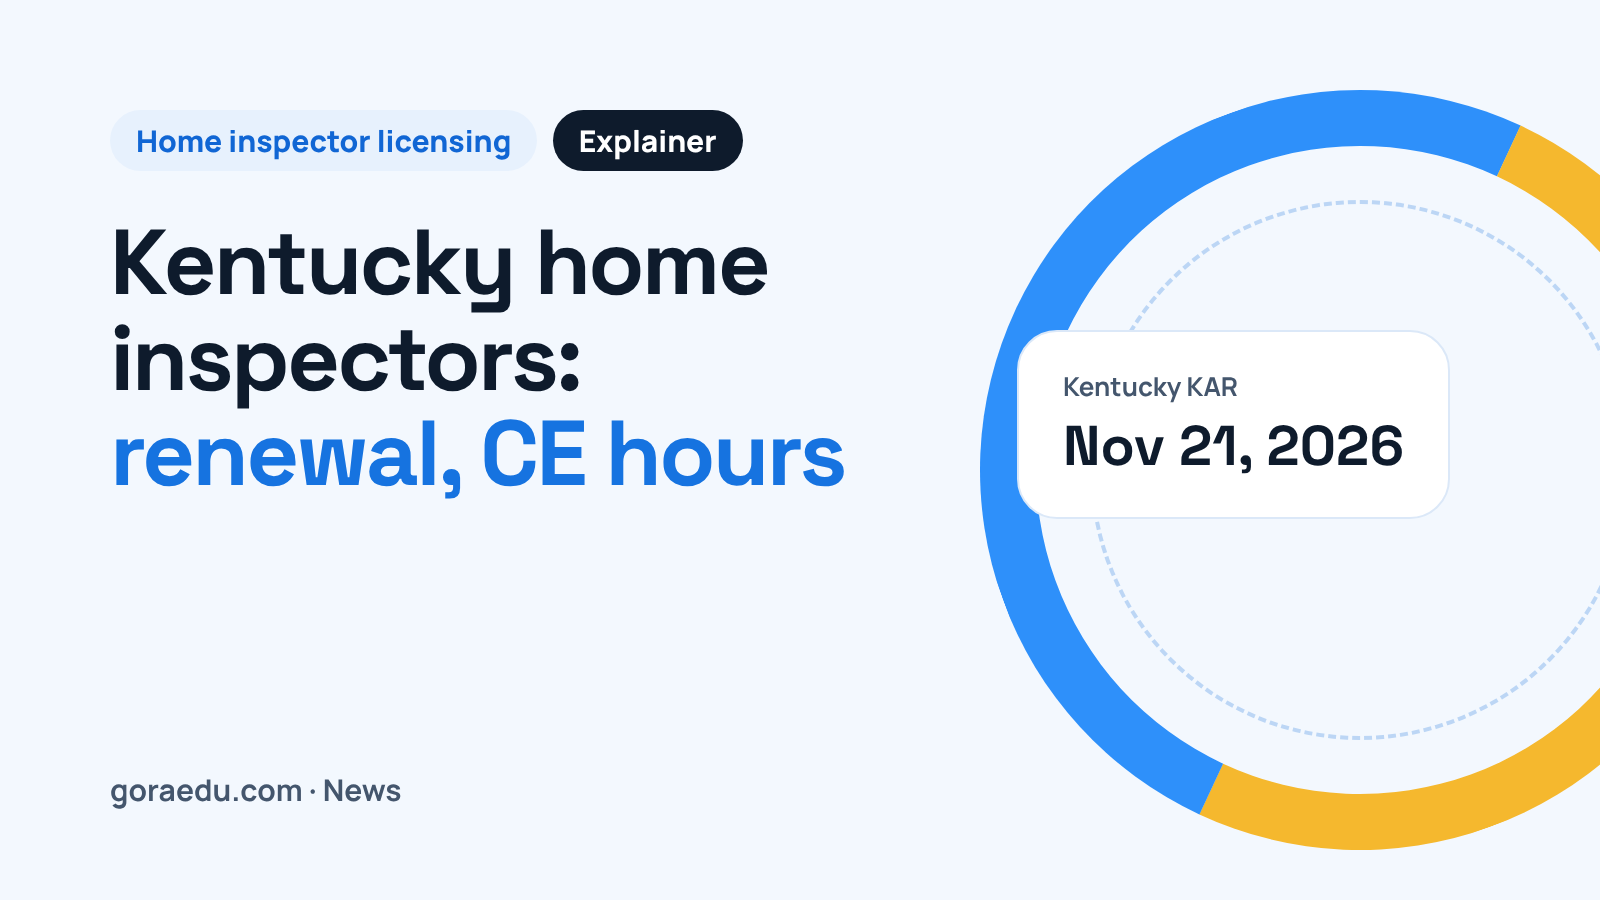 Home inspector licensing
Explainer
Kentucky home
inspectors:
renewal, CE hours
Kentucky KAR
Nov 21, 2026
goraedu.com · News